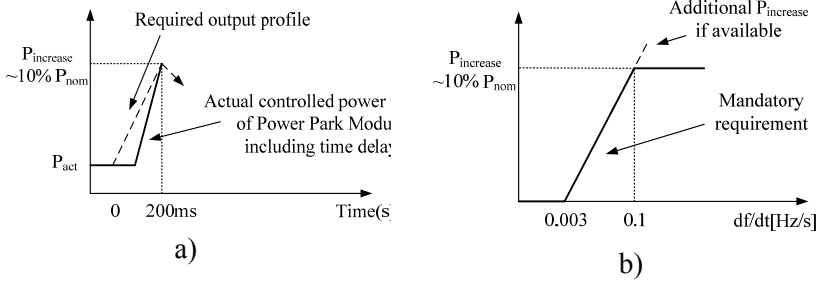 Required output profile
P_increase
~10% P_nom
Actual controlled power
of Power Park Modu
including time delay
P_act
0 200ms Time(s)
a)
Additional P_increase
if available
P_increase
~10% P_nom
Mandatory
requirement
0.003 0.1 df/dt[Hz/s]
b)